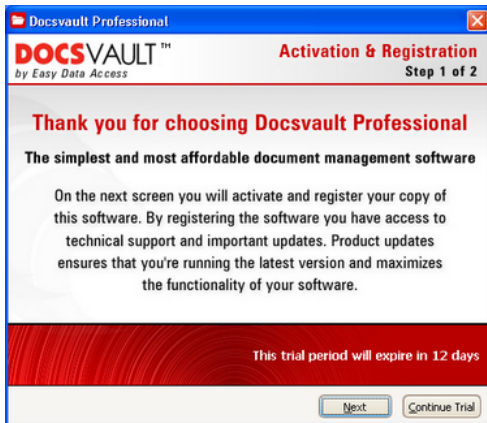 Docsvault Professional
DOCSVAULT™
by Easy Data Access
Activation & Registration
Step 1 of 2
Thank you for choosing Docsvault Professional
The simplest and most affordable document management software
On the next screen you will activate and register your copy of
this software. By registering the software you have access to
technical support and important updates. Product updates
ensures that you're running the latest version and maximizes
the functionality of your software.
This trial period will expire in 12 days
Next
Continue Trial